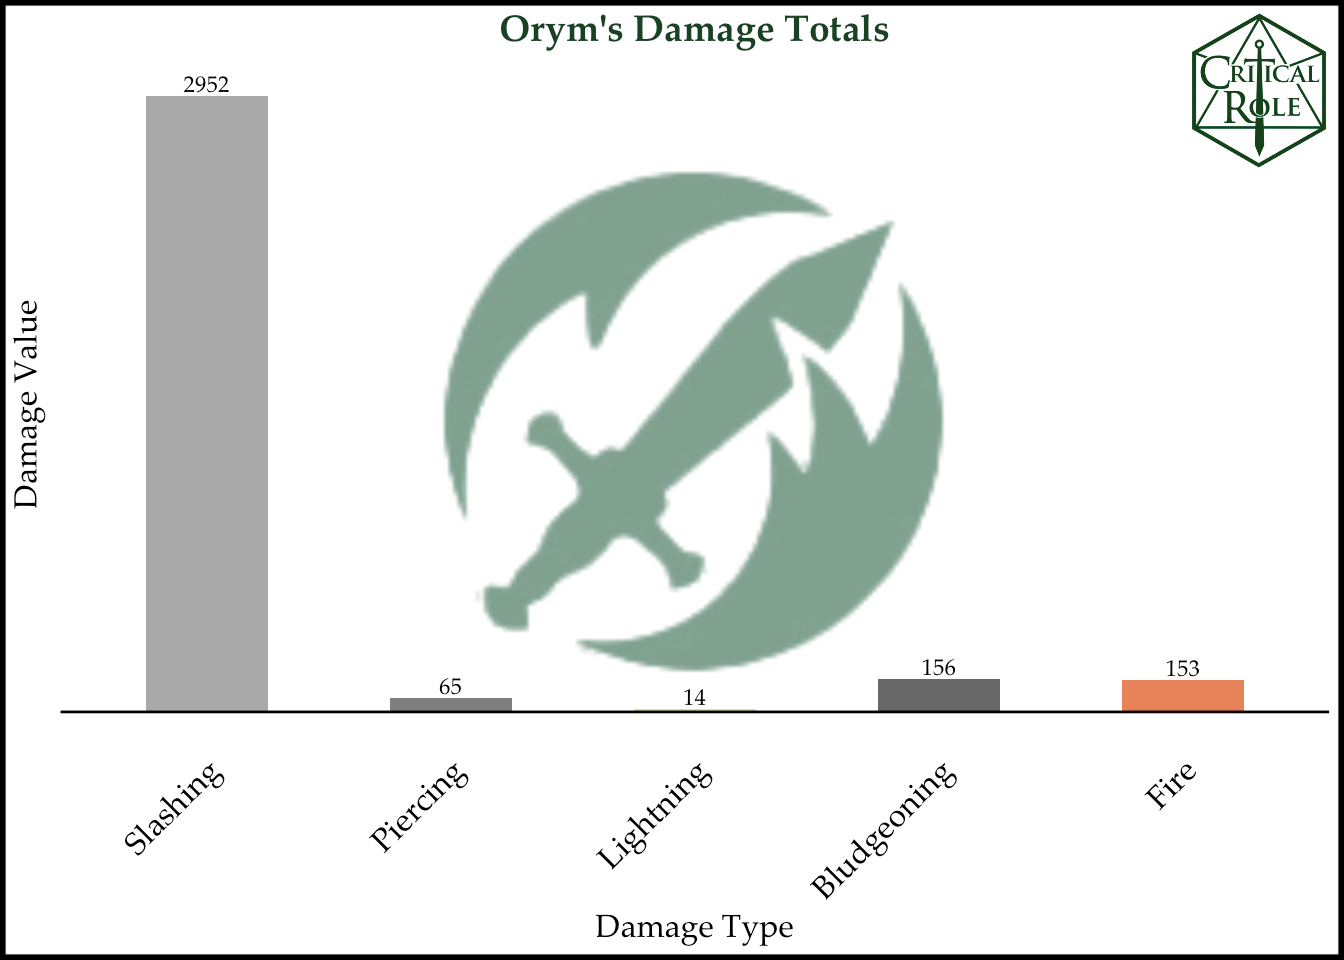 Orym's Damage Totals
CRITICAL
ROLE
2952
65
14
156
153
Damage Value
Slashing
Piercing
Lightning
Bludgeoning
Fire
Damage Type